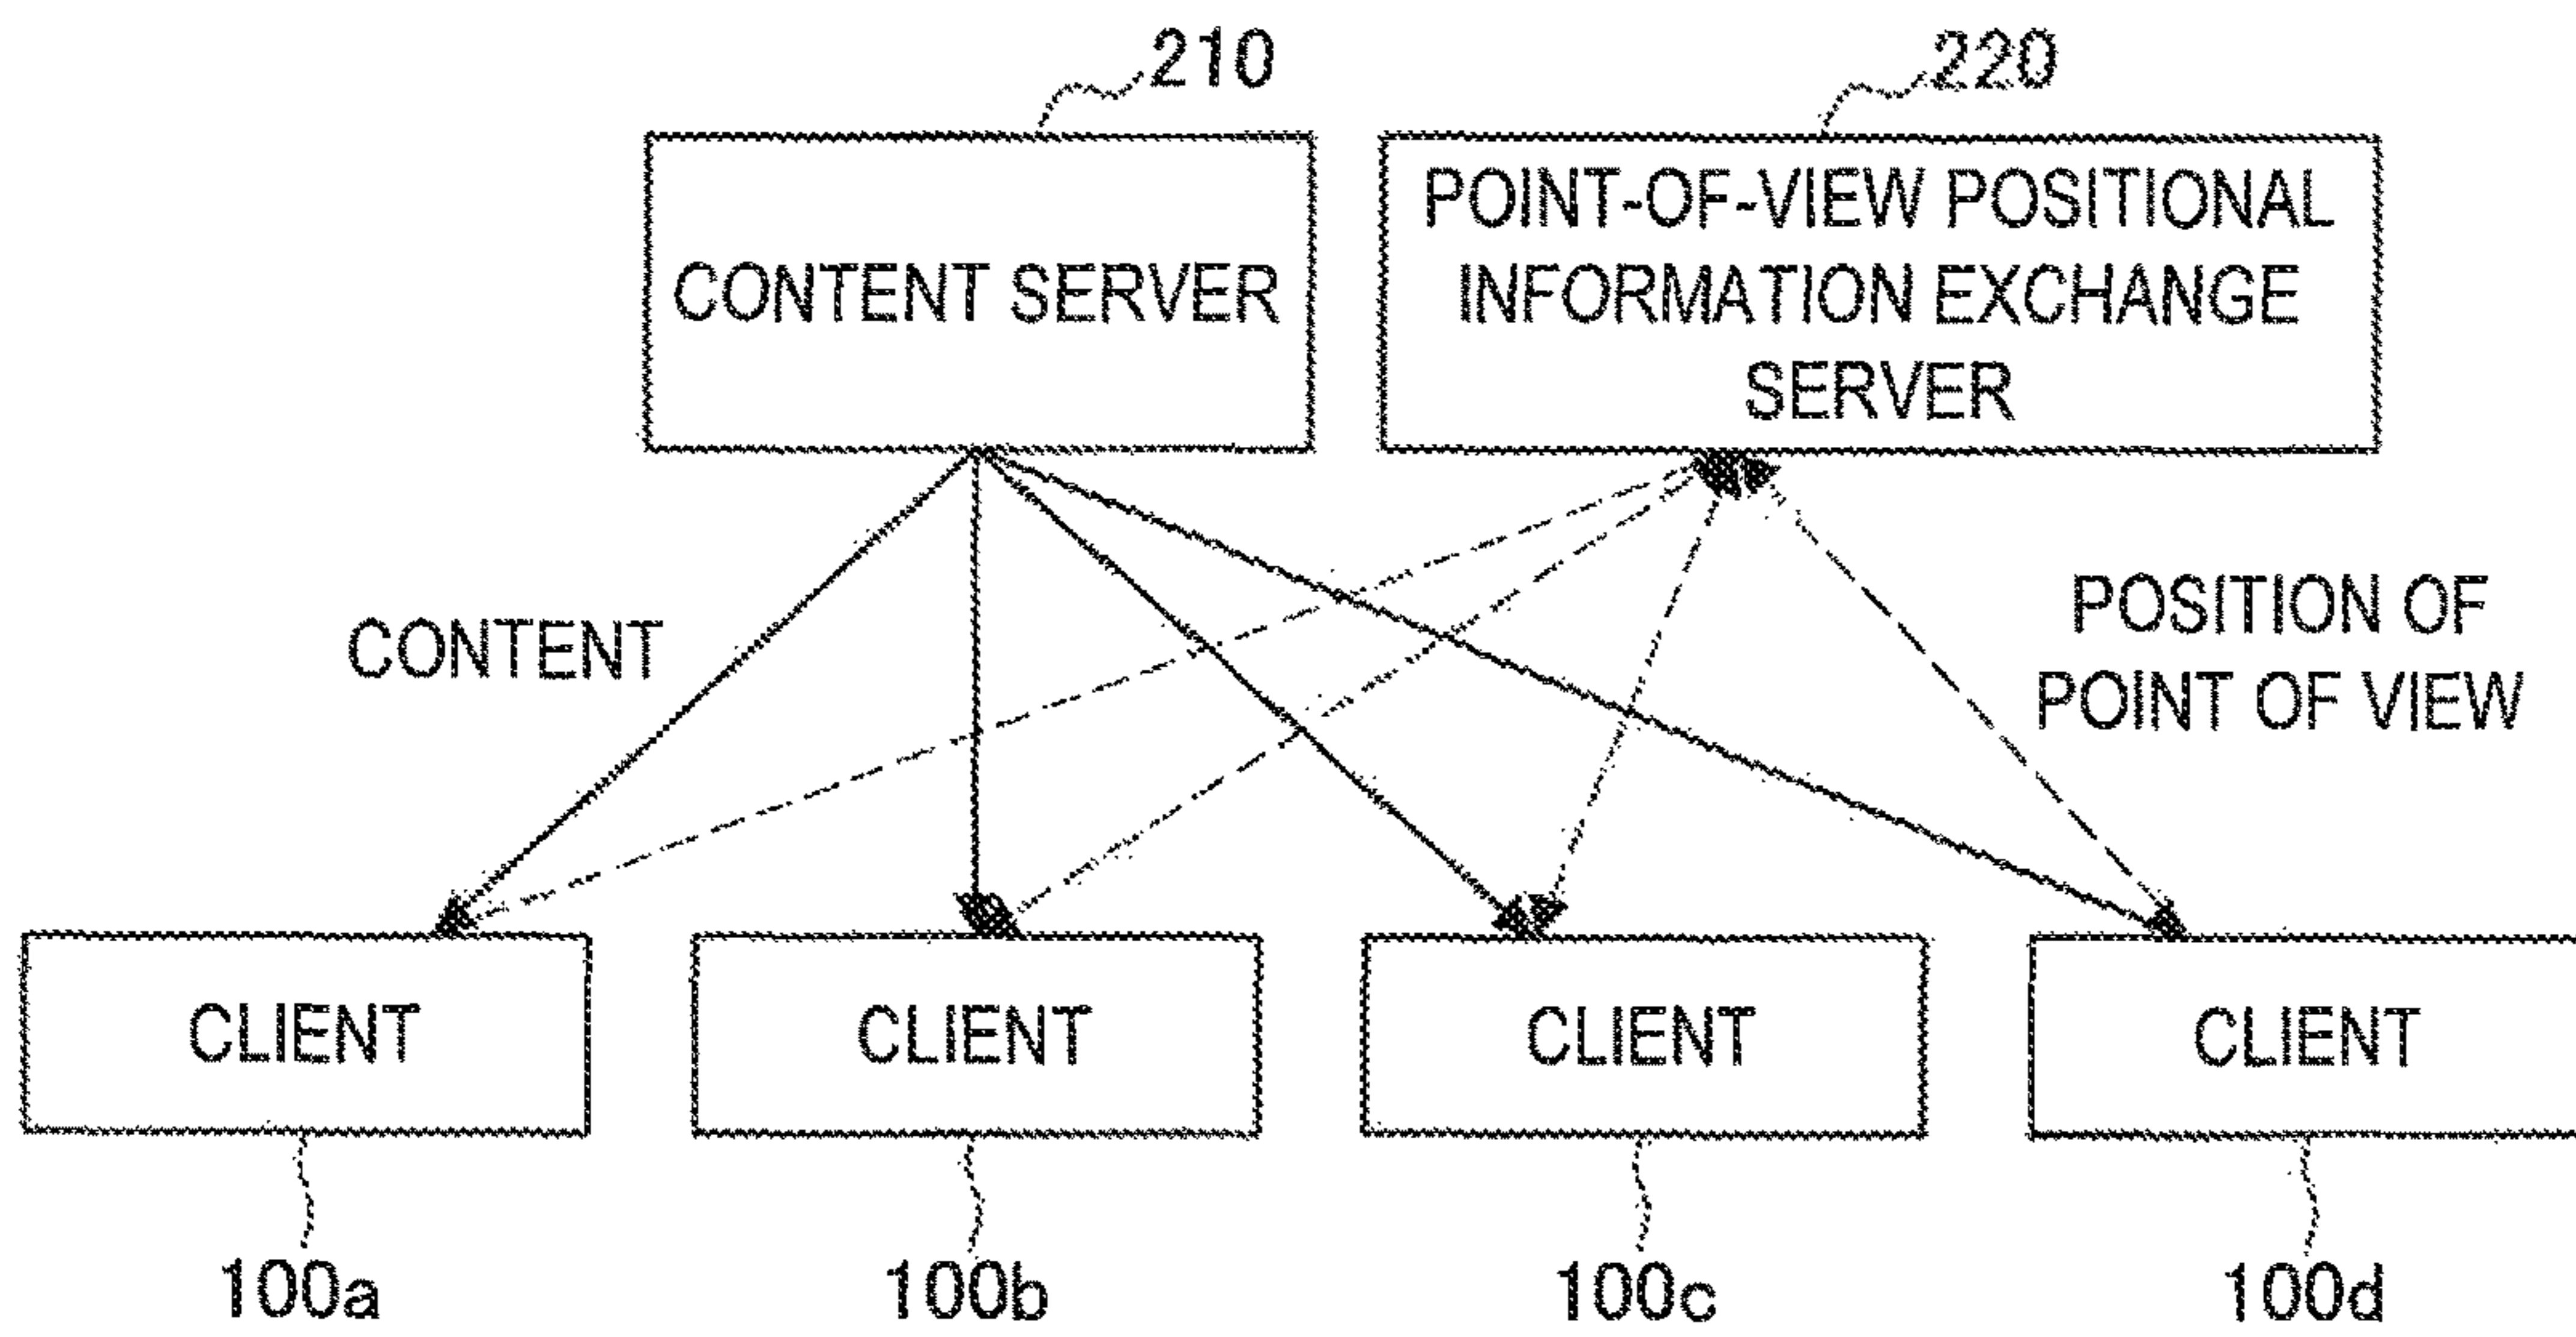 210
220
CONTENT SERVER
POINT-OF-VIEW POSITIONAL
INFORMATION EXCHANGE
SERVER
CONTENT
POSITION OF
POINT OF VIEW
CLIENT
CLIENT
CLIENT
CLIENT
100a
100b
100c
100d